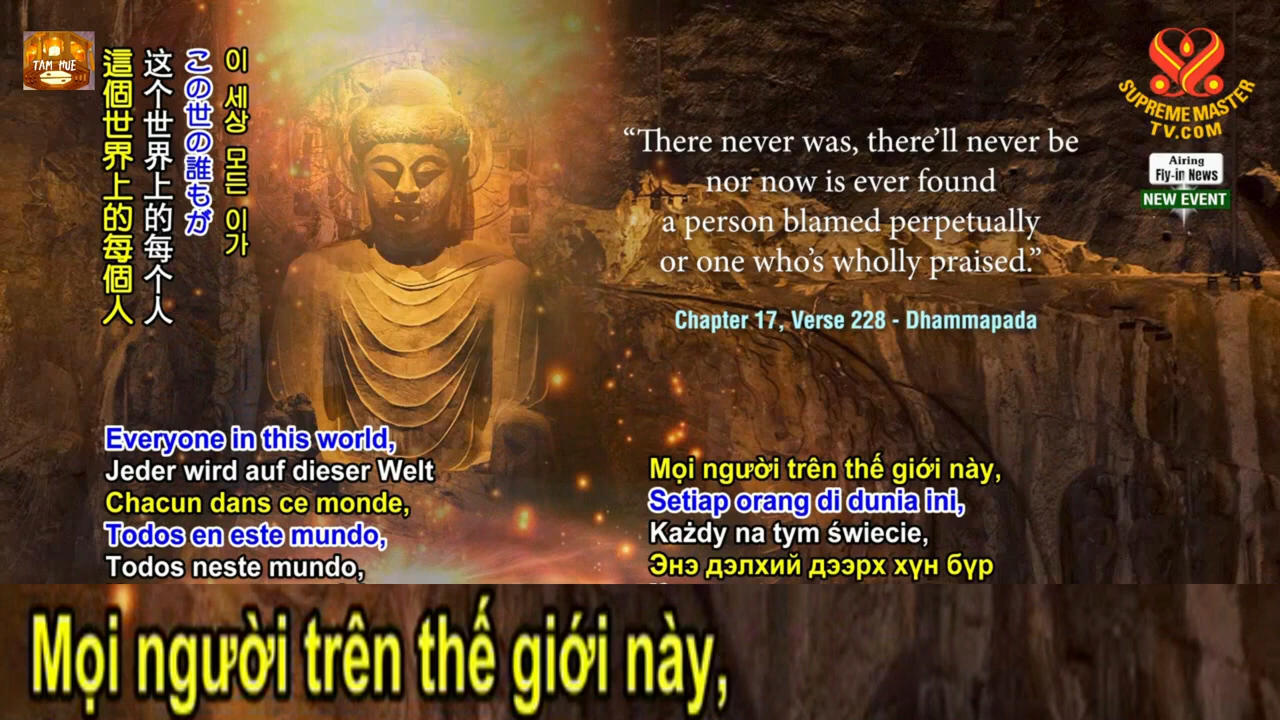 TAM HUE
這個世界上的每個人
这个世界上的每个人
この世の誰もが
이 세상 모든 이가
“There never was, there’ll never be
nor now is ever found
a person blamed perpetually
or one who’s wholly praised.”
Chapter 17, Verse 228 - Dhammapada
SUPREME MASTER
TV.COM
Airing
Fly-in News
NEW EVENT
Everyone in this world,
Jeder wird auf dieser Welt
Chacun dans ce monde,
Todos en este mundo,
Todos neste mundo,
Mọi người trên thế giới này,
Setiap orang di dunia ini,
Każdy na tym świecie,
Энэ дэлхий дээрх хүн бүр
Mọi người trên thế giới này,